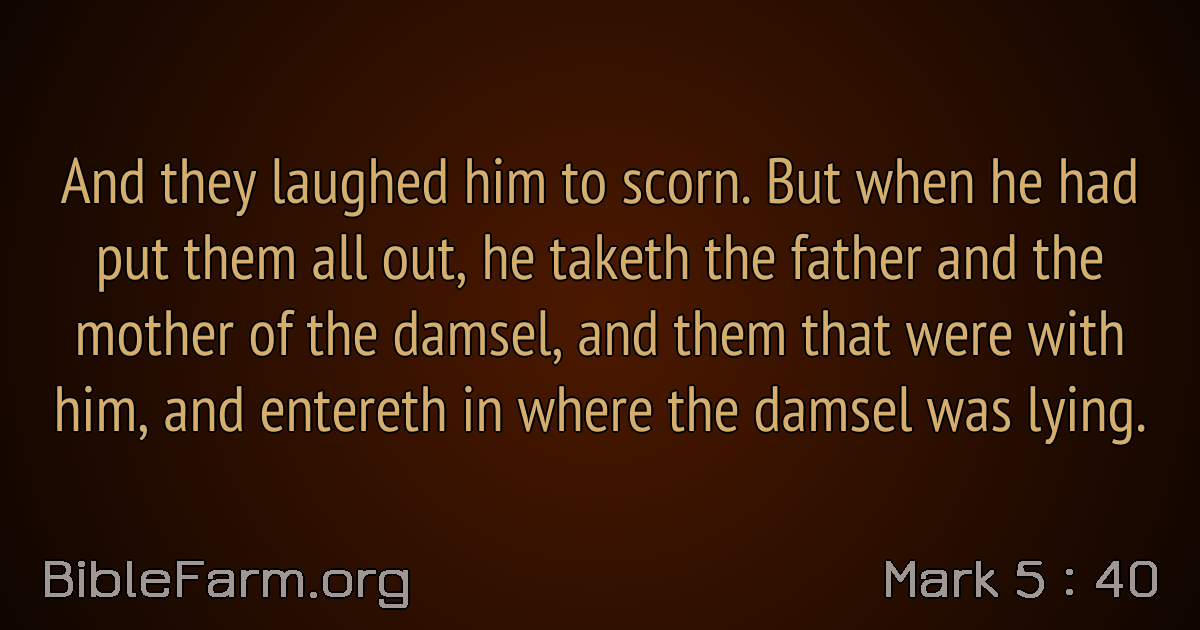 And they laughed him to scorn. But when he had
put them all out, he taketh the father and the
mother of the damsel, and them that were with
him, and entereth in where the damsel was lying.
BibleFarm.org
Mark 5 : 40